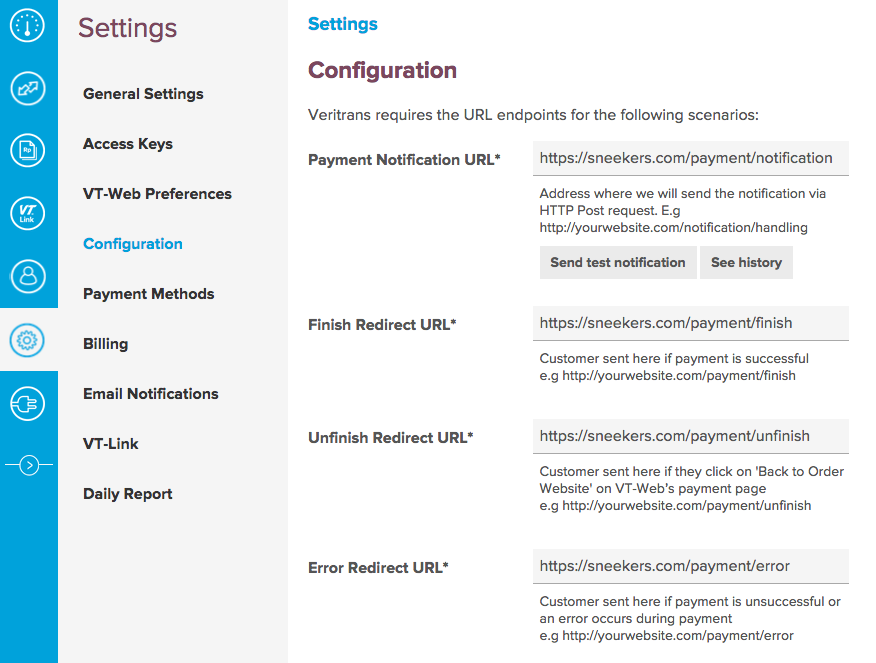 Settings
General Settings
Access Keys
VT-Web Preferences
Configuration
Payment Methods
Billing
Email Notifications
VT-Link
Daily Report
Rp
VT.
Link
Settings
Configuration
Veritrans requires the URL endpoints for the following scenarios:
Payment Notification URL*
https://sneekers.com/payment/notification
Address where we will send the notification via
HTTP Post request. E.g
http://yourwebsite.com/notification/handling
Send test notification
See history
Finish Redirect URL*
https://sneekers.com/payment/finish
Customer sent here if payment is successful
e.g http://yourwebsite.com/payment/finish
Unfinish Redirect URL*
https://sneekers.com/payment/unfinish
Customer sent here if they click on 'Back to Order
Website' on VT-Web's payment page
e.g http://yourwebsite.com/payment/unfinish
Error Redirect URL*
https://sneekers.com/payment/error
Customer sent here if payment is unsuccessful or
an error occurs during payment
e.g http://yourwebsite.com/payment/error